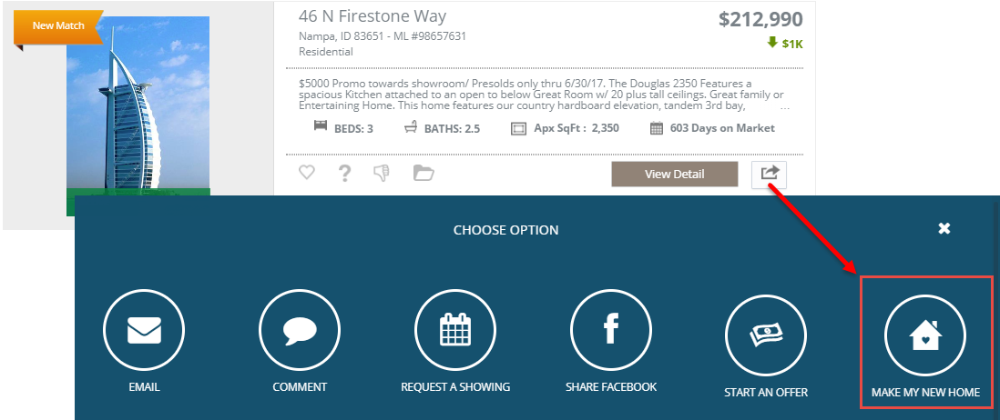 New Match
46 N Firestone Way
$212,990
Nampa, ID 83651 - ML #98657631
$1K
Residential
$5000 Promo towards showroom/ Presolds only thru 6/30/17. The Douglas 2350 Features a
spacious Kitchen attached to an open to below Great Room w/ 20 plus tall ceilings. Great family or
Entertaining Home. This home features our country hardboard elevation, tandem 3rd bay, ...
BEDS: 3 BATHS: 2.5 Apx SqFt : 2,350 603 Days on Market
View Detail
CHOOSE OPTION
EMAIL COMMENT REQUEST A SHOWING SHARE FACEBOOK START AN OFFER MAKE MY NEW HOME